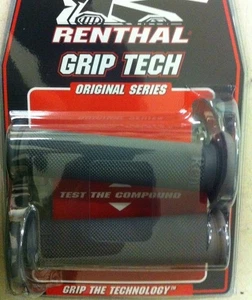 RENTHAL
GRIP TECH
ORIGINAL SERIES
TEST THE COMPOUND
GRIP THE TECHNOLOGY™